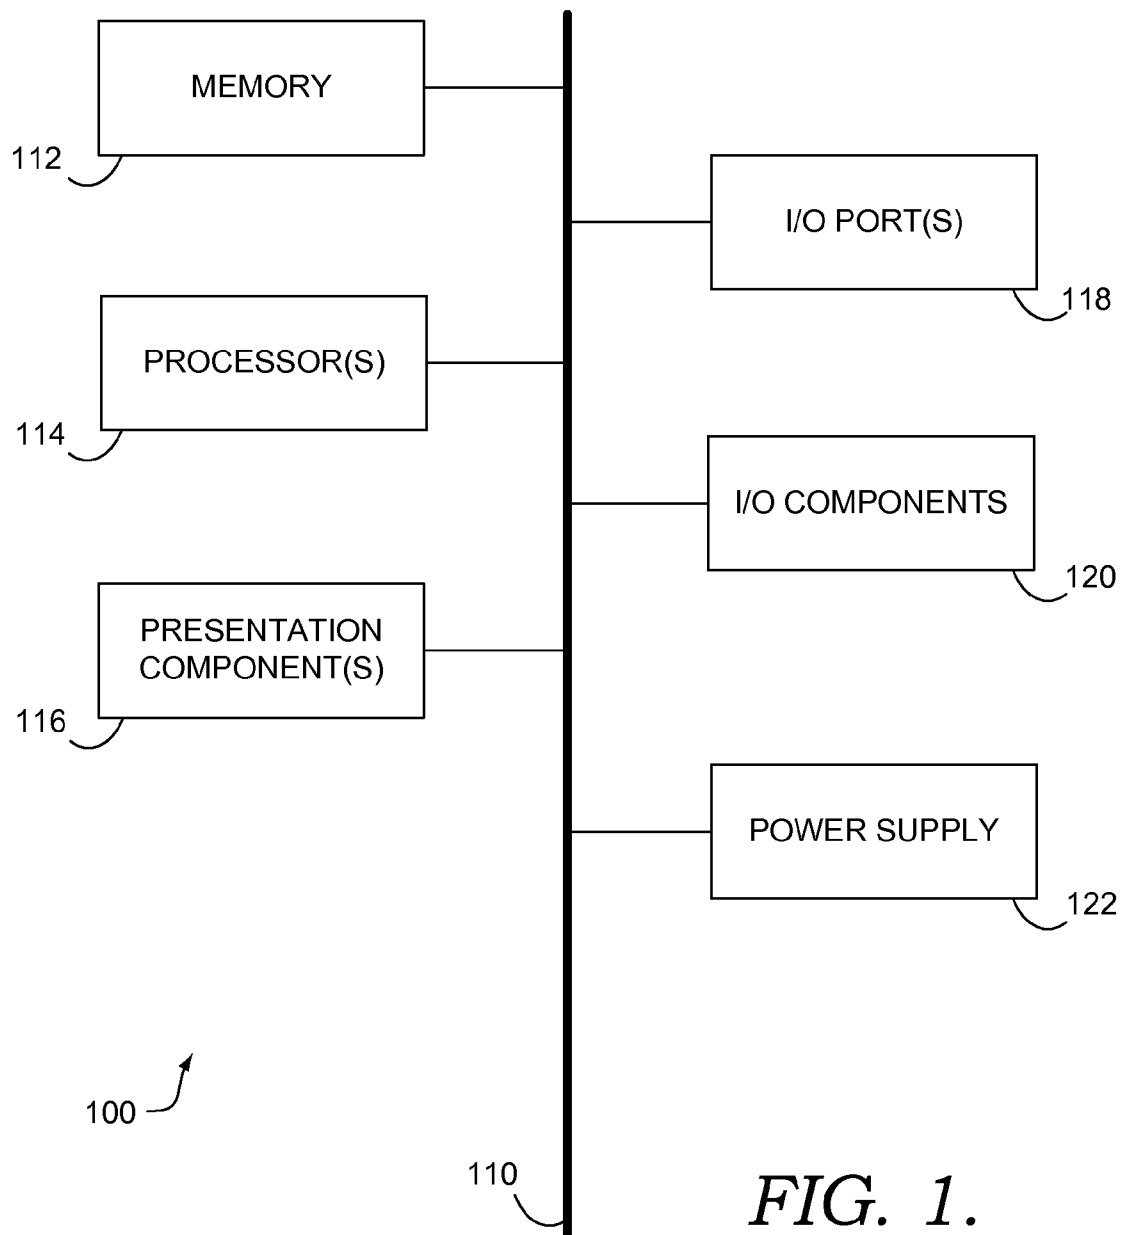 MEMORY
112
I/O PORT(S)
118
PROCESSOR(S)
114
I/O COMPONENTS
120
PRESENTATION
COMPONENT(S)
116
POWER SUPPLY
122
100
110
FIG. 1.